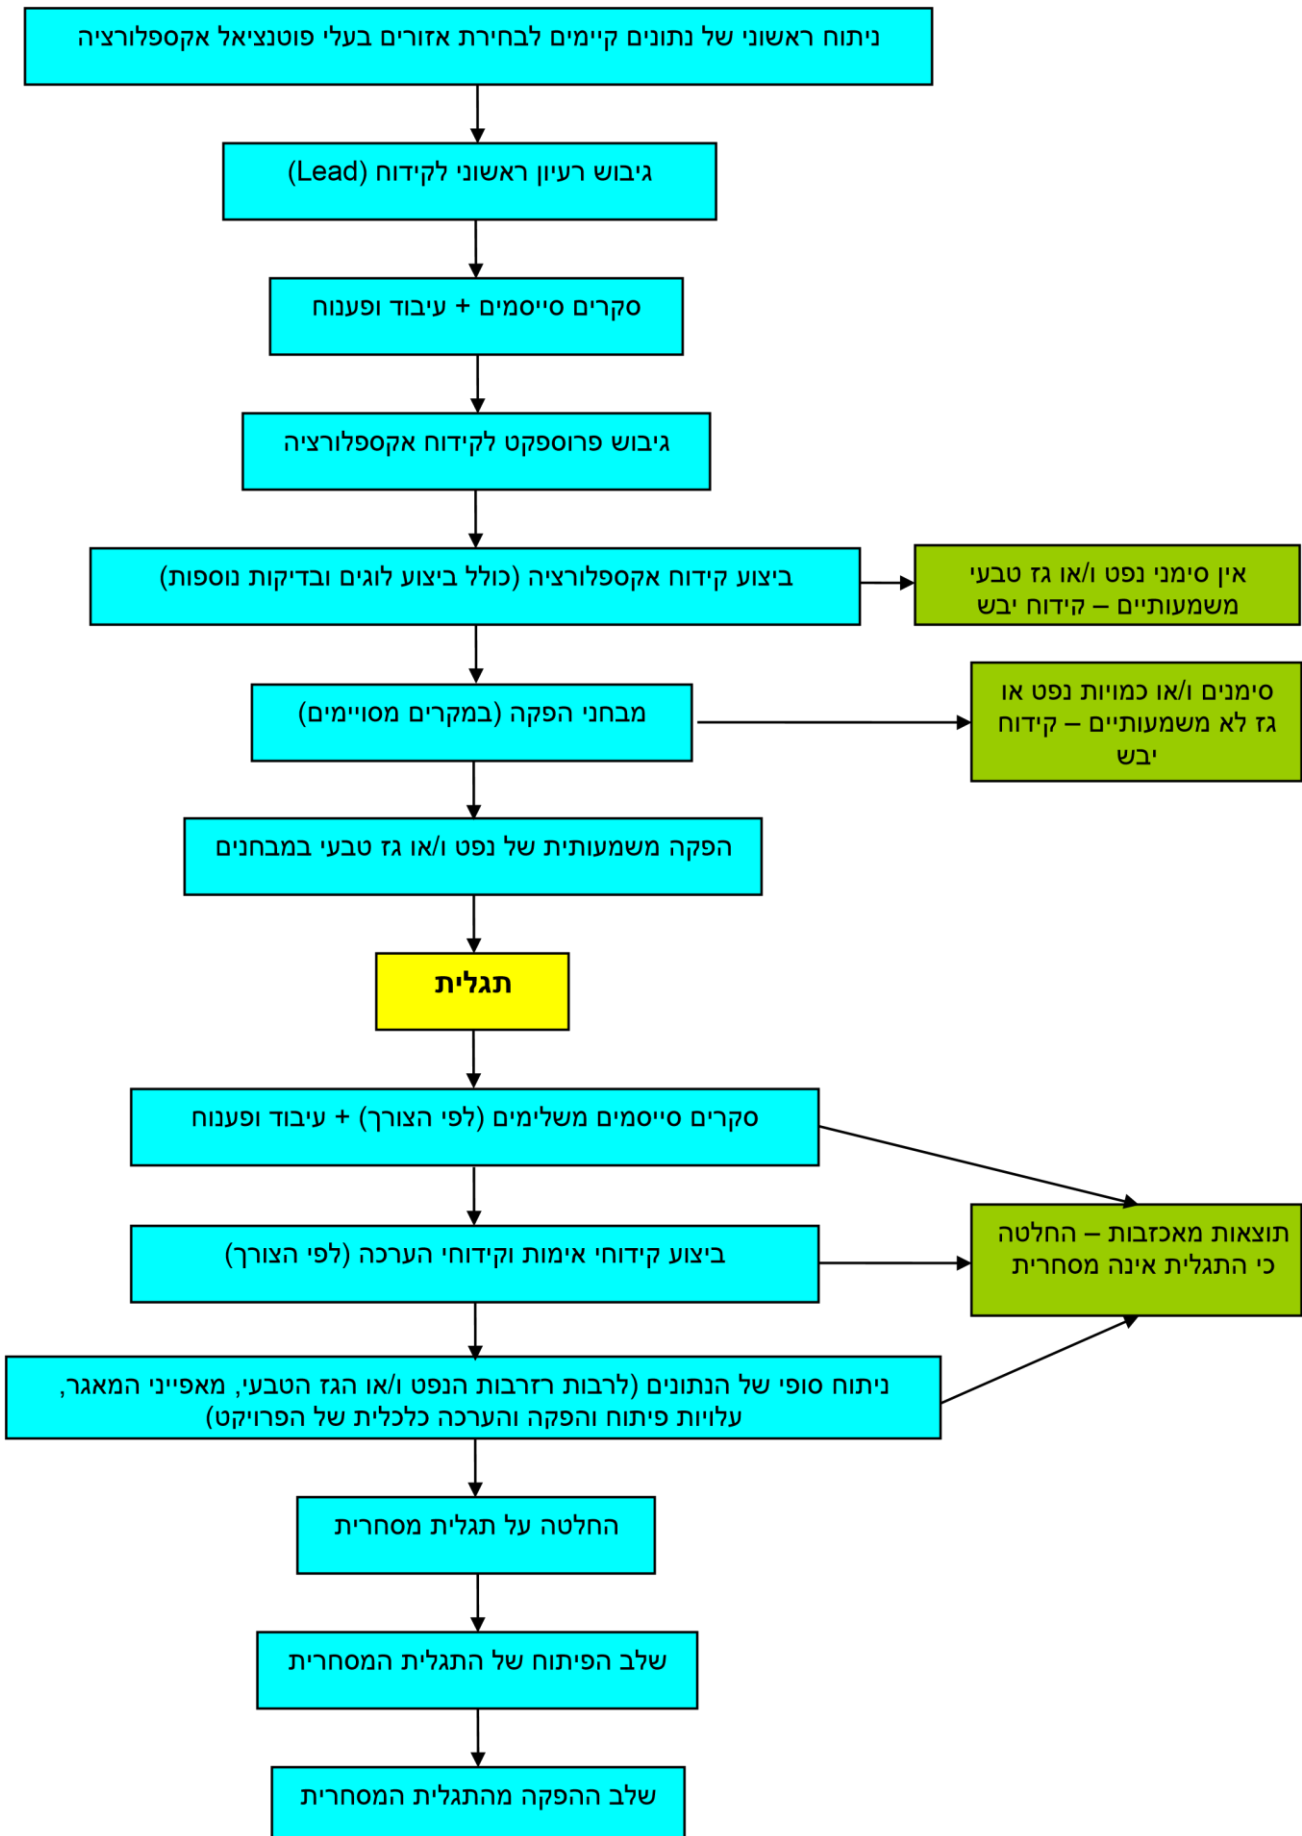 ניתוח ראשוני של נתונים קיימים לבחירת אזורים בעלי פוטנציאל אקספלורציה
גיבוש רעיון ראשוני לקידוח (Lead)
סקרים סייסמים + עיבוד ופענוח
גיבוש פרוספקט לקידוח אקספלורציה
ביצוע קידוח אקספלורציה (כולל ביצוע לוגים ובדיקות נוספות)
אין סימני נפט ו/או גז טבעי
משמעותיים – קידוח יבש
מבחני הפקה (במקרים מסויימים)
סימנים ו/או כמויות נפט או
גז לא משמעותיים – קידוח
יבש
הפקה משמעותית של נפט ו/או גז טבעי במבחנים
תגלית
סקרים סייסמים משלימים (לפי הצורך) + עיבוד ופענוח
ביצוע קידוחי אימות וקידוחי הערכה (לפי הצורך)
תוצאות מאכזבות – החלטה
כי התגלית אינה מסחרית
ניתוח סופי של הנתונים (לרבות רזרבות הנפט ו/או הגז הטבעי, מאפייני המאגר,
עלויות פיתוח והפקה והערכה כלכלית של הפרויקט)
החלטה על תגלית מסחרית
שלב הפיתוח של התגלית המסחרית
שלב ההפקה מהתגלית המסחרית